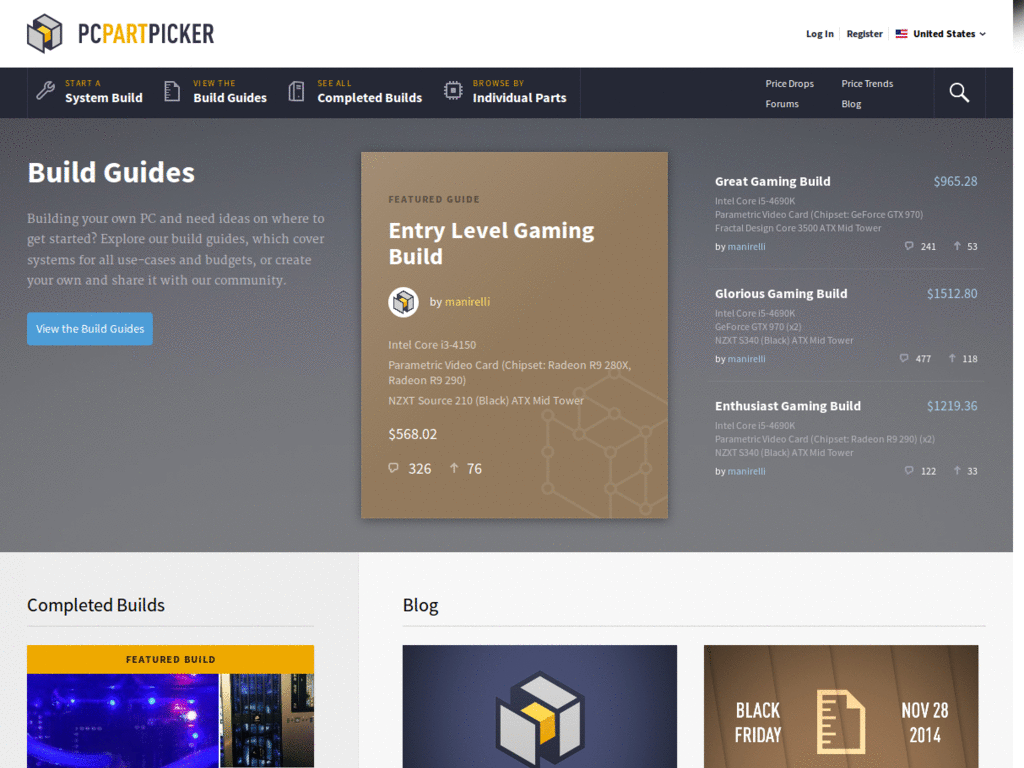 PCPARTPICKER
Log In
Register
United States
START A
System Build
VIEW THE
Build Guides
SEE ALL
Completed Builds
BROWSE BY
Individual Parts
Price Drops
Price Trends
Forums
Blog
Build Guides
Building your own PC and need ideas on where to
get started? Explore our build guides, which cover
systems for all use-cases and budgets, or create
your own and share it with our community.
View the Build Guides
FEATURED GUIDE
Entry Level Gaming
Build
by manirelli
Intel Core i3-4150
Parametric Video Card (Chipset: Radeon R9 280X,
Radeon R9 290)
NZXT Source 210 (Black) ATX Mid Tower
$568.02
326 76
Great Gaming Build $965.28
Intel Core i5-4690K
Parametric Video Card (Chipset: GeForce GTX 970)
Fractal Design Core 3500 ATX Mid Tower
by manirelli 241 53
Glorious Gaming Build $1512.80
Intel Core i5-4690K
GeForce GTX 970 (x2)
NZXT S340 (Black) ATX Mid Tower
by manirelli 477 118
Enthusiast Gaming Build $1219.36
Intel Core i5-4690K
Parametric Video Card (Chipset: Radeon R9 290) (x2)
NZXT S340 (Black) ATX Mid Tower
by manirelli 122 33
Completed Builds
FEATURED BUILD
Blog
BLACK
FRIDAY
NOV 28
2014